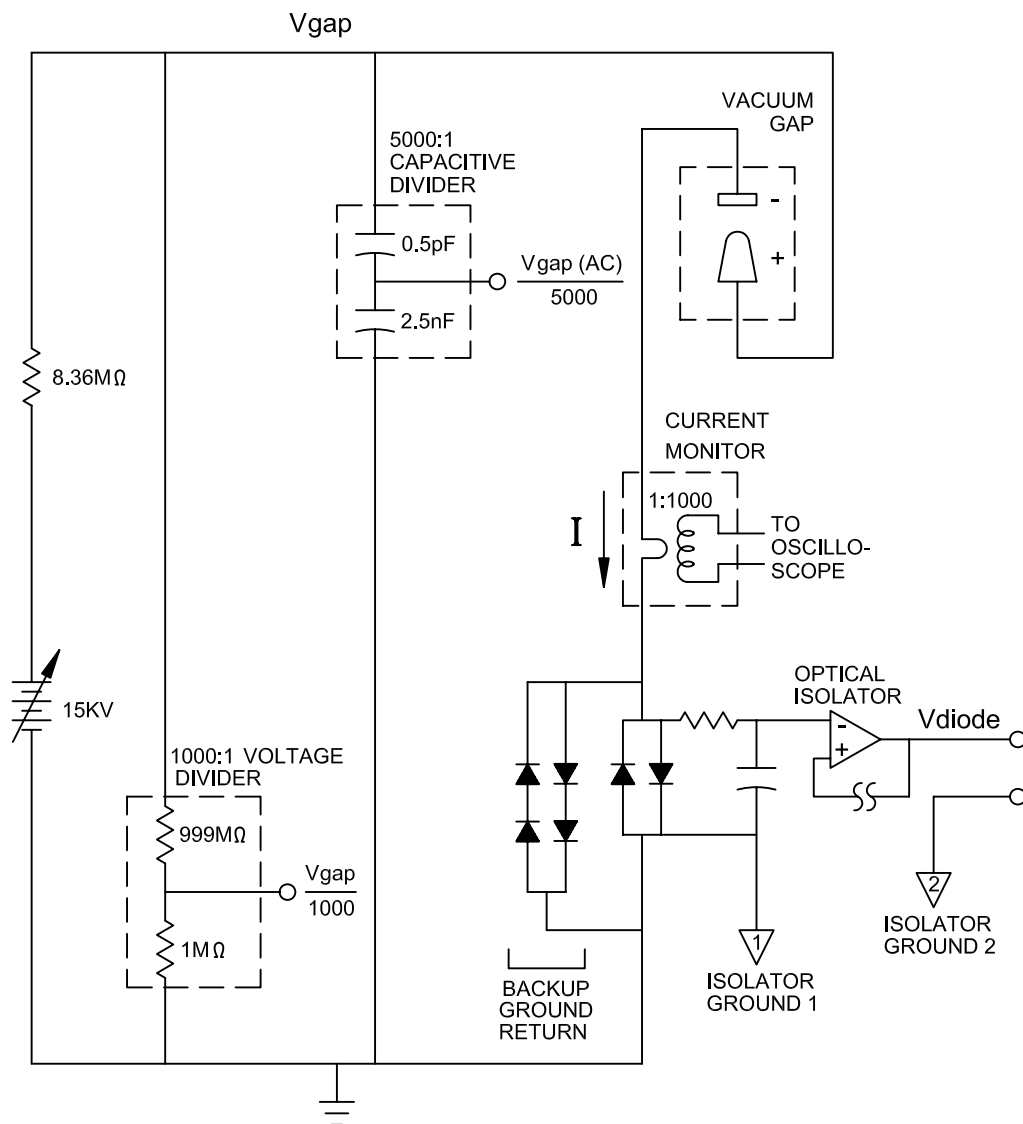 Vgap
VACUUM
GAP
5000:1
CAPACITIVE
DIVIDER
0.5pF
2.5nF
Vgap (AC)
5000
-
+
8.36MΩ
CURRENT
MONITOR
1:1000
I
TO
OSCILLO-
SCOPE
15KV
OPTICAL
ISOLATOR
-
+
Vdiode
1000:1 VOLTAGE
DIVIDER
999MΩ
1MΩ
Vgap
1000
BACKUP
GROUND
RETURN
1
ISOLATOR
GROUND 1
2
ISOLATOR
GROUND 2